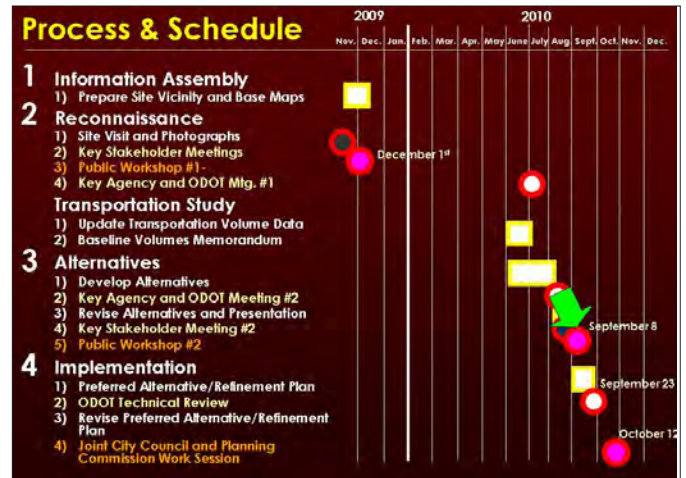 Process & Schedule
2009
2010
Nov. Dec. Jan. Feb. Mar. Apr. May June July Aug. Sept. Oct. Nov. Dec.
1 Information Assembly
1) Prepare Site Vicinity and Base Maps
2 Reconnaissance
1) Site Visit and Photographs
2) Key Stakeholder Meetings
3) Public Workshop #1-
4) Key Agency and ODOT Mtg. #1
December 1st
Transportation Study
1) Update Transportation Volume Data
2) Baseline Volumes Memorandum
3 Alternatives
1) Develop Alternatives
2) Key Agency and ODOT Meeting #2
3) Revise Alternatives and Presentation
4) Key Stakeholder Meeting #2
5) Public Workshop #2
September 8
4 Implementation
1) Preferred Alternative/Refinement Plan
2) ODOT Technical Review
3) Revise Preferred Alternative/Refinement
Plan
4) Joint City Council and Planning
Commission Work Session
September 23
October 12